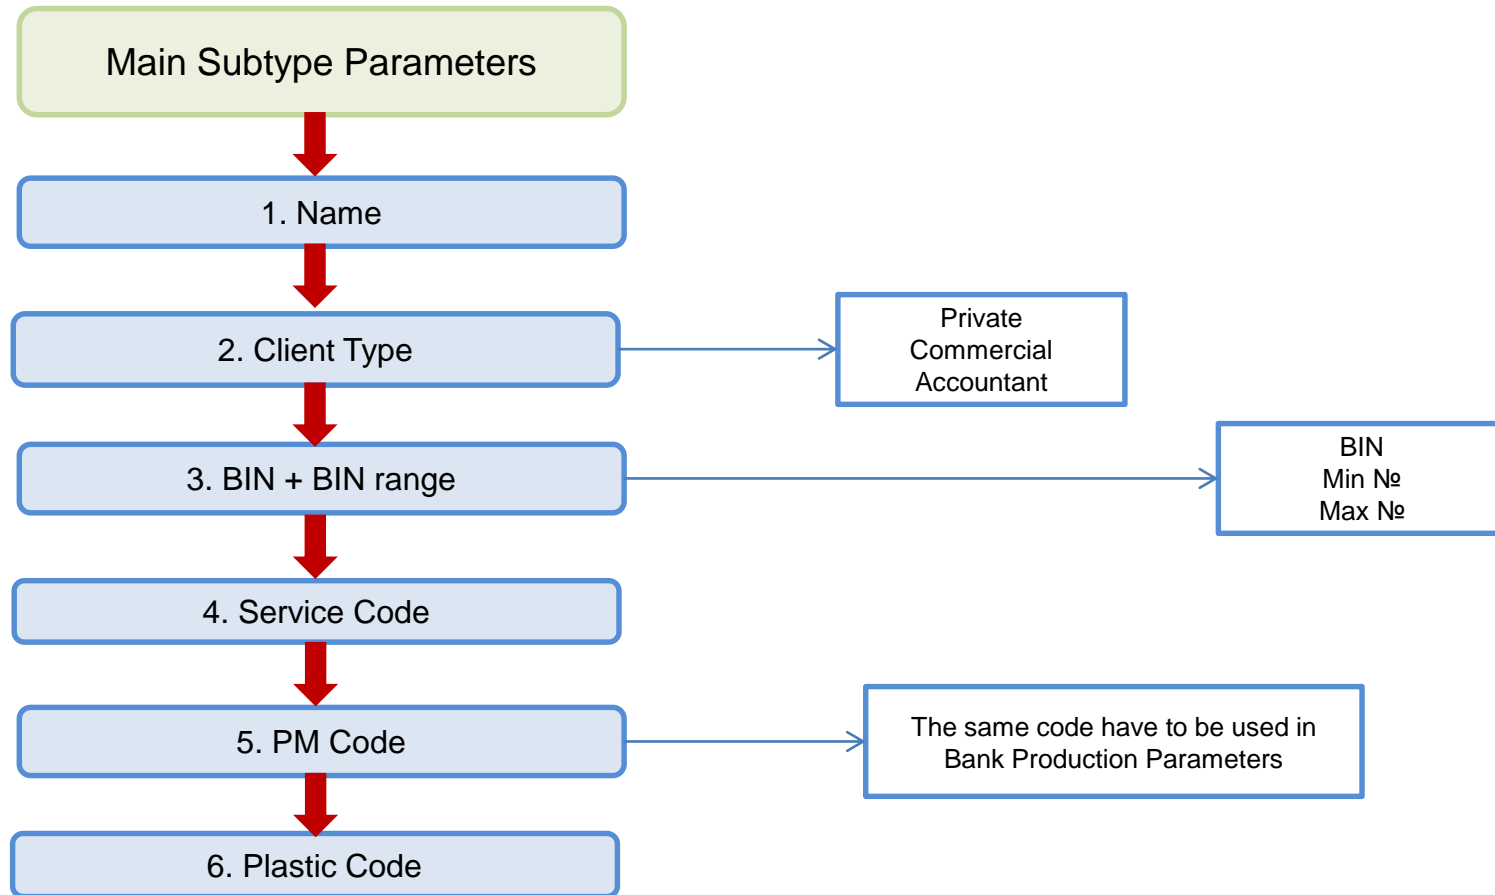 Main Subtype Parameters
1. Name
2. Client Type
Private
Commercial
Accountant
3. BIN + BIN range
BIN
Min №
Max №
4. Service Code
5. PM Code
The same code have to be used in
Bank Production Parameters
6. Plastic Code